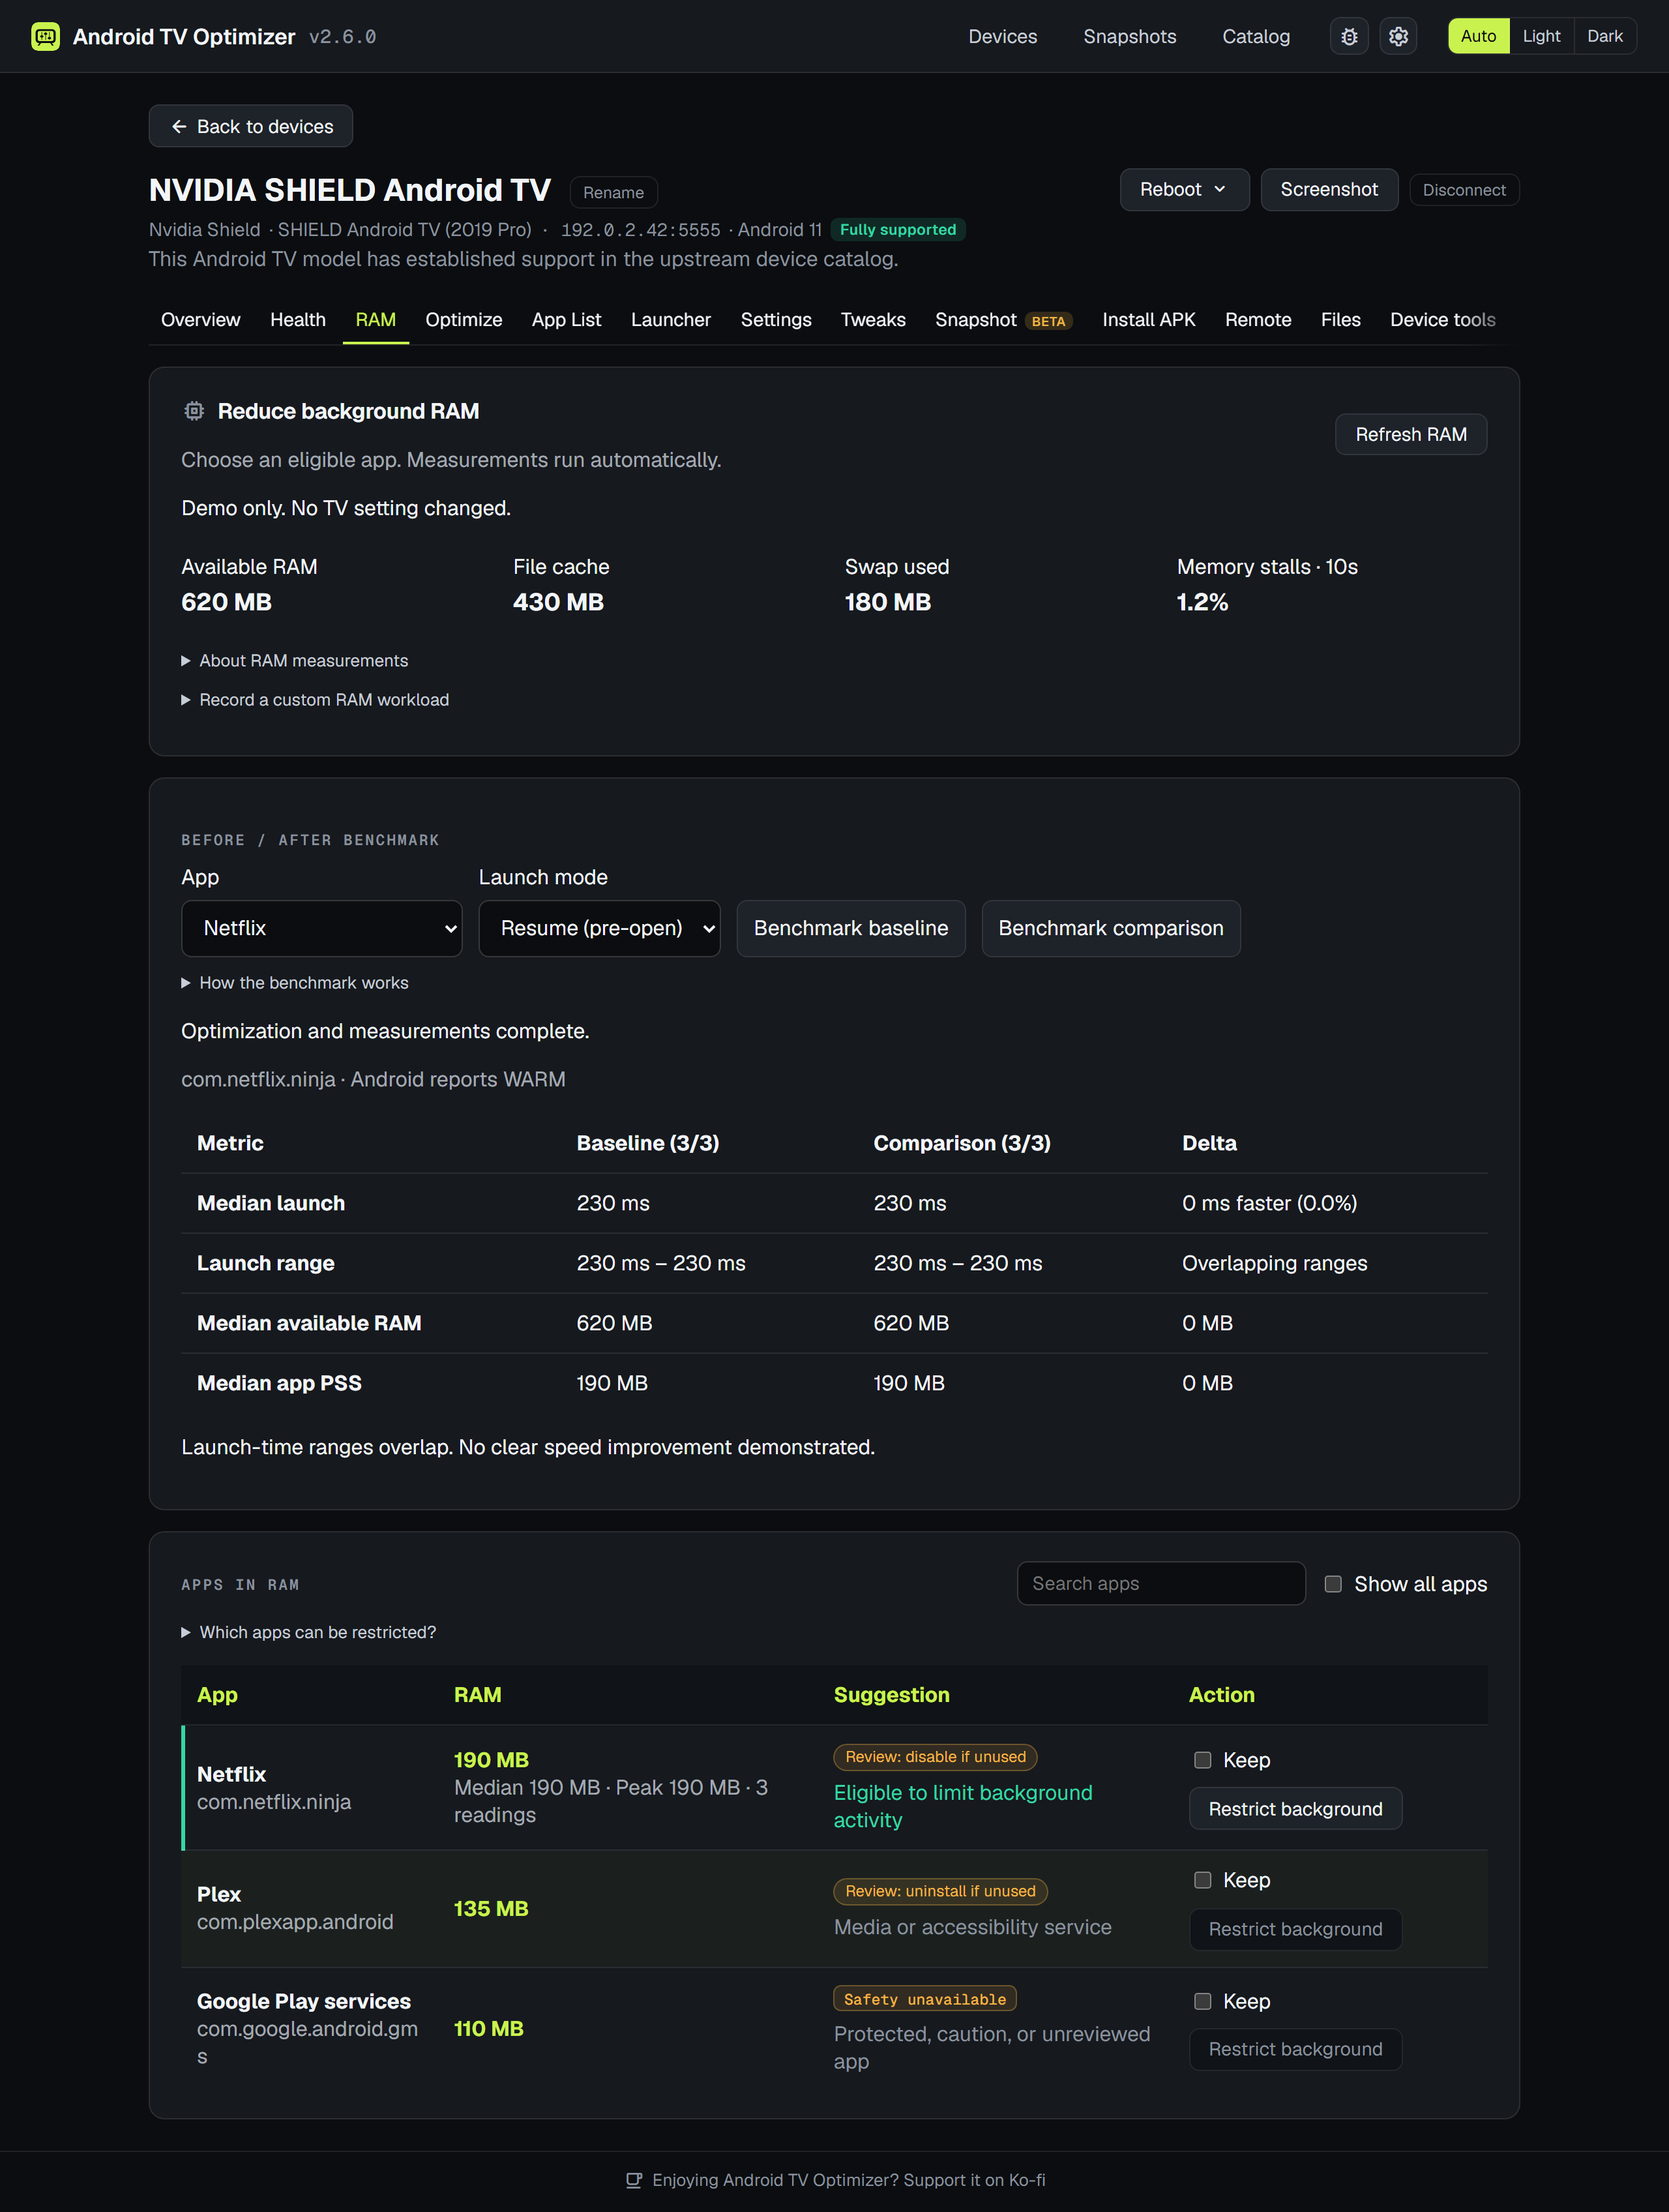 Android TV Optimizer v2.6.0
Devices Snapshots Catalog Auto Light Dark
← Back to devices
NVIDIA SHIELD Android TV Rename Reboot Screenshot Disconnect
Nvidia Shield · SHIELD Android TV (2019 Pro) · 192.0.2.42:5555 · Android 11 Fully supported
This Android TV model has established support in the upstream device catalog.
Overview Health RAM Optimize App List Launcher Settings Tweaks Snapshot BETA Install APK Remote Files Device tools
Reduce background RAM
Refresh RAM
Choose an eligible app. Measurements run automatically.
Demo only. No TV setting changed.
Available RAM File cache Swap used Memory stalls · 10s
620 MB 430 MB 180 MB 1.2%
About RAM measurements
Record a custom RAM workload
BEFORE / AFTER BENCHMARK
App Launch mode
Netflix Resume (pre-open) Benchmark baseline Benchmark comparison
How the benchmark works
Optimization and measurements complete.
com.netflix.ninja · Android reports WARM
Metric Baseline (3/3) Comparison (3/3) Delta
Median launch 230 ms 230 ms 0 ms faster (0.0%)
Launch range 230 ms – 230 ms 230 ms – 230 ms Overlapping ranges
Median available RAM 620 MB 620 MB 0 MB
Median app PSS 190 MB 190 MB 0 MB
Launch-time ranges overlap. No clear speed improvement demonstrated.
APPS IN RAM Search apps Show all apps
Which apps can be restricted?
App RAM Suggestion Action
Netflix
com.netflix.ninja
190 MB
Median 190 MB · Peak 190 MB · 3
readings
Review: disable if unused
Eligible to limit background
activity
Keep
Restrict background
Plex
com.plexapp.android
135 MB
Review: uninstall if unused
Media or accessibility service
Keep
Restrict background
Google Play services
com.google.android.gm
s
110 MB
Safety unavailable
Protected, caution, or unreviewed
app
Keep
Restrict background
Enjoying Android TV Optimizer? Support it on Ko-fi